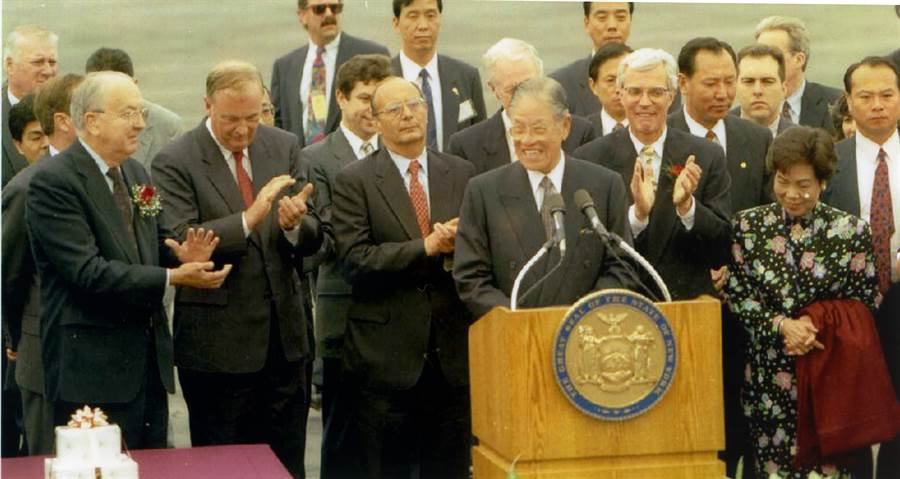 THE GREAT SEAL OF THE STATE OF NEW YORK